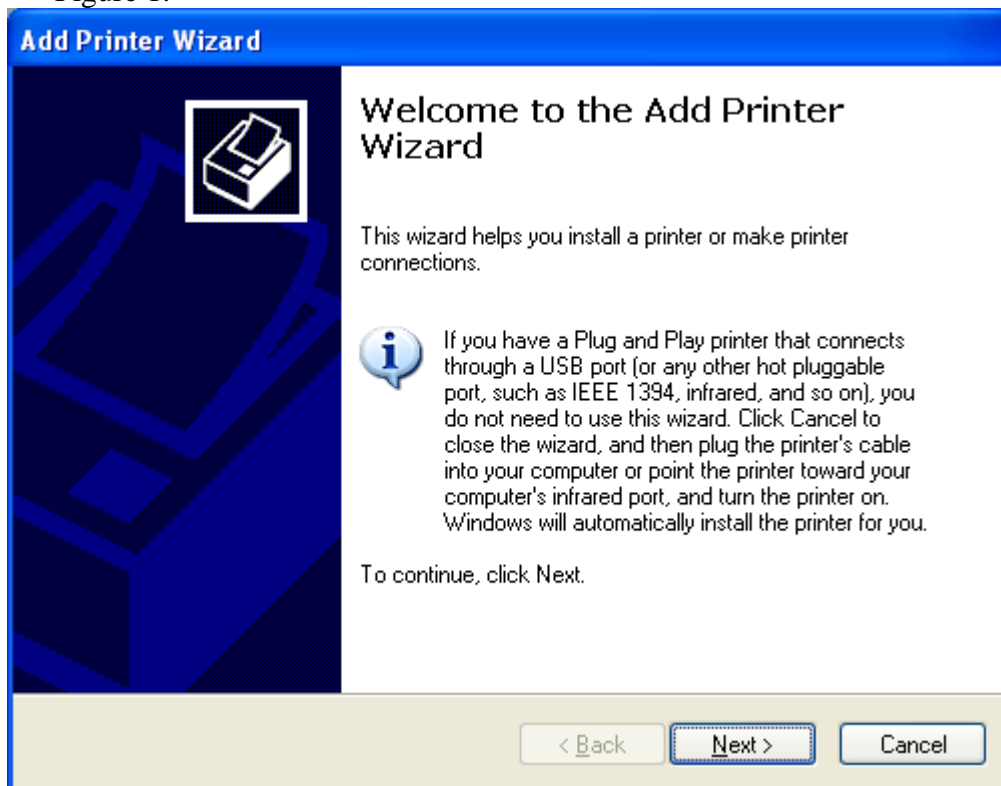 Figure 1.
Add Printer Wizard
Welcome to the Add Printer
Wizard
This wizard helps you install a printer or make printer
connections.
If you have a Plug and Play printer that connects
through a USB port (or any other hot pluggable
port, such as IEEE 1394, infrared, and so on), you
do not need to use this wizard. Click Cancel to
close the wizard, and then plug the printer's cable
into your computer or point the printer toward your
computer's infrared port, and turn the printer on.
Windows will automatically install the printer for you.
To continue, click Next.
< Back Next > Cancel